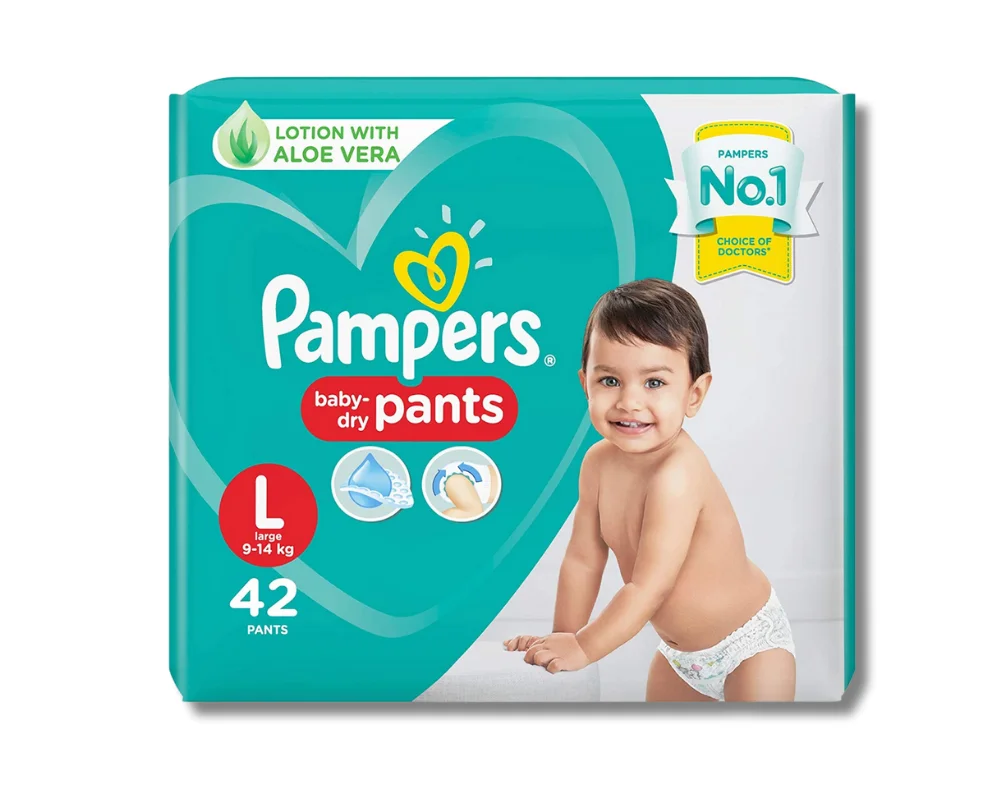 LOTION WITH
ALOE VERA
PAMPERS
No.1
CHOICE OF
DOCTORS*
Pampers®
baby-
dry pants
L
large
9-14 kg
42
PANTS